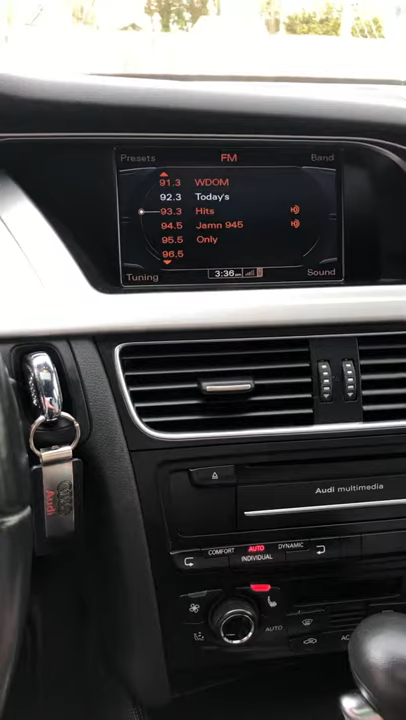 Presets FM Band
91.3 WDOM
92.3 Today's
93.3 Hits
94.5 Jamn 945
95.5 Only
96.5
Tuning 3:36 Sound
Audi
Audi multimedia
COMFORT AUTO DYNAMIC
INDIVIDUAL
AUTO
AC